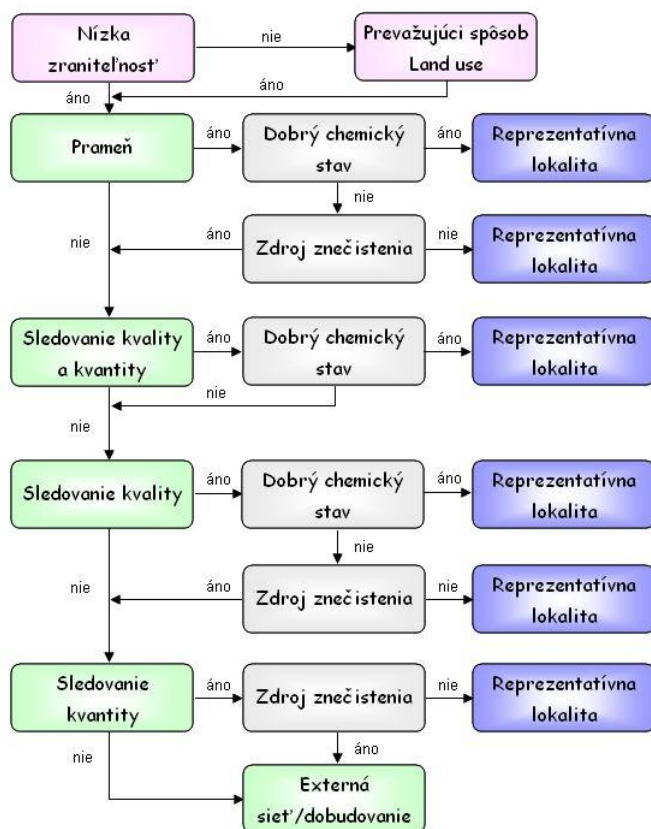 Nízka
zraniteľnosť
nie
Prevažujúci spôsob
Land use
áno
áno
Prameň
áno
Dobrý chemický
stav
áno
Reprezentatívna
lokalita
nie
nie
áno
Zdroj znečistenia
nie
Reprezentatívna
lokalita
Sledovanie kvality
a kvantity
áno
Dobrý chemický
stav
áno
Reprezentatívna
lokalita
nie
nie
Sledovanie kvality
áno
Dobrý chemický
stav
áno
Reprezentatívna
lokalita
nie
nie
áno
Zdroj znečistenia
nie
Reprezentatívna
lokalita
Sledovanie
kvantity
áno
Zdroj znečistenia
nie
Reprezentatívna
lokalita
nie
áno
Externá
sieť/dobudovanie